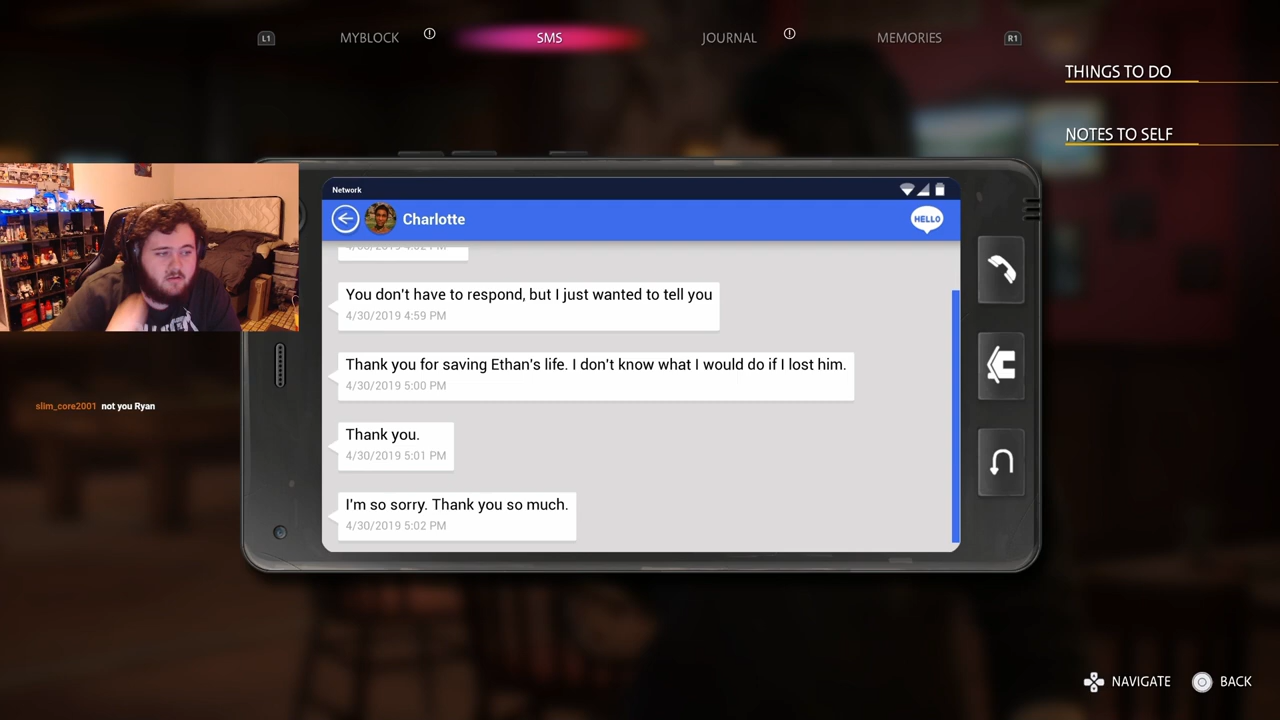 L1
MYBLOCK
SMS
JOURNAL
MEMORIES
R1
THINGS TO DO
NOTES TO SELF
Network
Charlotte
HELLO
You don't have to respond, but I just wanted to tell you
4/30/2019 4:59 PM
Thank you for saving Ethan's life. I don't know what I would do if I lost him.
4/30/2019 5:00 PM
Thank you.
4/30/2019 5:01 PM
I'm so sorry. Thank you so much.
4/30/2019 5:02 PM
slim_core2001 not you Ryan
NAVIGATE
BACK